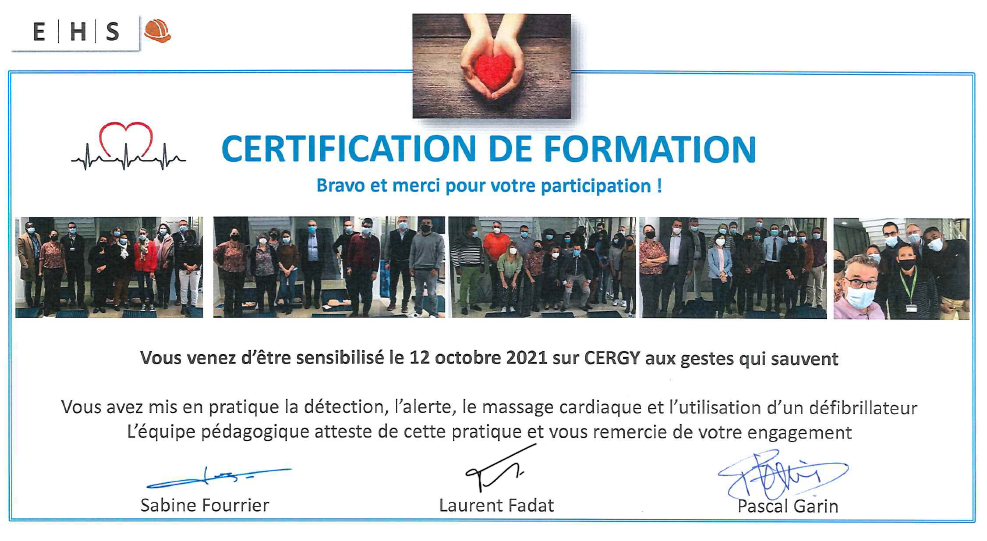 E | H | S
CERTIFICATION DE FORMATION
Bravo et merci pour votre participation !
Vous venez d'être sensibilisé le 12 octobre 2021 sur CERGY aux gestes qui sauvent
Vous avez mis en pratique la détection, l'alerte, le massage cardiaque et l'utilisation d'un défibrillateur
L'équipe pédagogique atteste de cette pratique et vous remercie de votre engagement
Sabine Fourrier
Laurent Fadat
Pascal Garin